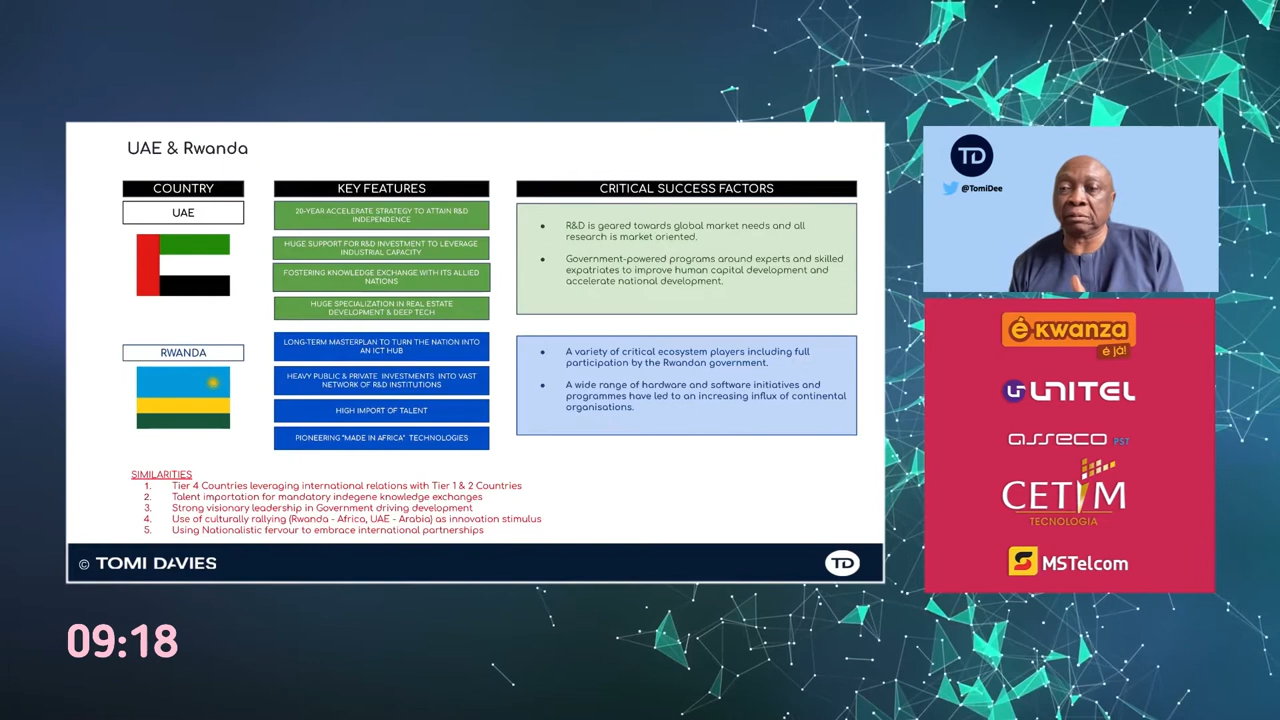 UAE & Rwanda
COUNTRY
KEY FEATURES
CRITICAL SUCCESS FACTORS
UAE
20-YEAR ACCELERATE STRATEGY TO ATTAIN R&D
INDEPENDENCE
HUGE SUPPORT FOR R&D INVESTMENT TO LEVERAGE
INDUSTRIAL CAPACITY
FOSTERING KNOWLEDGE EXCHANGE WITH ITS ALLIED
NATIONS
HUGE SPECIALIZATION IN REAL ESTATE
DEVELOPMENT & DEEP TECH
● R&D is geared towards global market needs and all
research is market oriented.
● Government-powered programs around experts and skilled
expatriates to improve human capital development and
accelerate national development.
RWANDA
LONG-TERM MASTERPLAN TO TURN THE NATION INTO
AN ICT HUB
HEAVY PUBLIC & PRIVATE INVESTMENTS INTO VAST
NETWORK OF R&D INSTITUTIONS
HIGH IMPORT OF TALENT
PIONEERING "MADE IN AFRICA" TECHNOLOGIES
● A variety of critical ecosystem players including full
participation by the Rwandan government.
● A wide range of hardware and software initiatives and
programmes have led to an increasing influx of continental
organisations.
SIMILARITIES
1. Tier 4 Countries leveraging international relations with Tier 1 & 2 Countries
2. Talent importation for mandatory indegene knowledge exchanges
3. Strong visionary leadership in Government driving development
4. Use of culturally rallying (Rwanda - Africa, UAE - Arabia) as innovation stimulus
5. Using Nationalistic fervour to embrace international partnerships
© TOMI DAVIES
TD
09:18
TD
@TomiDee
é-kwanza
é já!
UNITEL
asseco PST
CETIM
TECNOLOGIA
MSTelcom